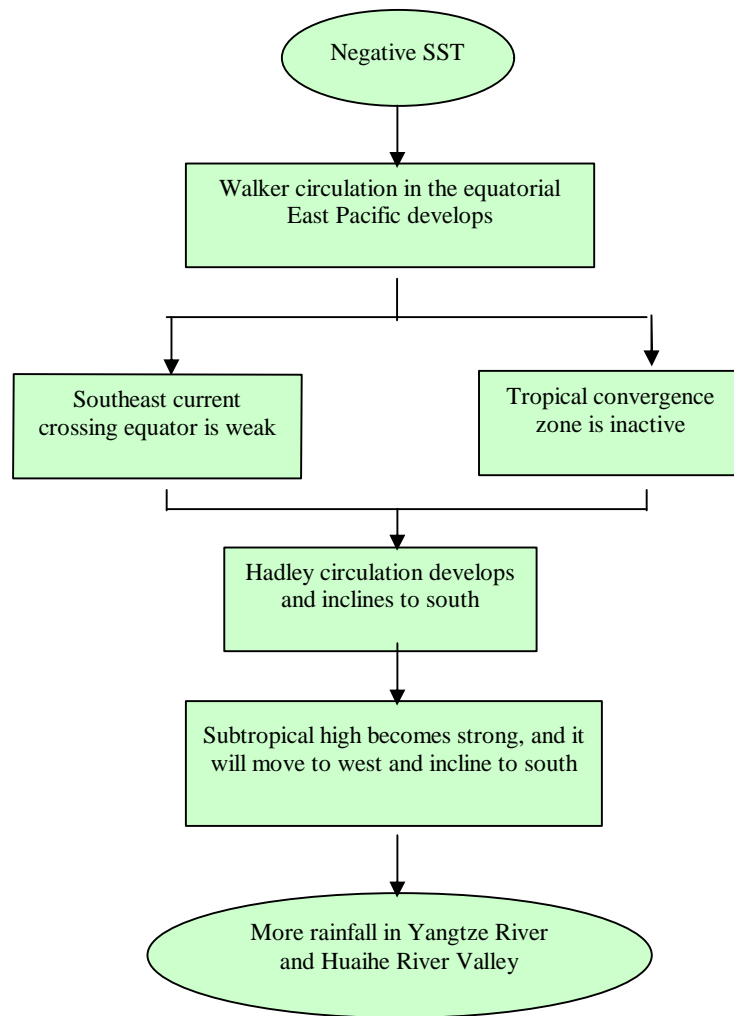 Negative SST
Walker circulation in the equatorial
East Pacific develops
Southeast current
crossing equator is weak
Tropical convergence
zone is inactive
Hadley circulation develops
and inclines to south
Subtropical high becomes strong, and it
will move to west and incline to south
More rainfall in Yangtze River
and Huaihe River Valley